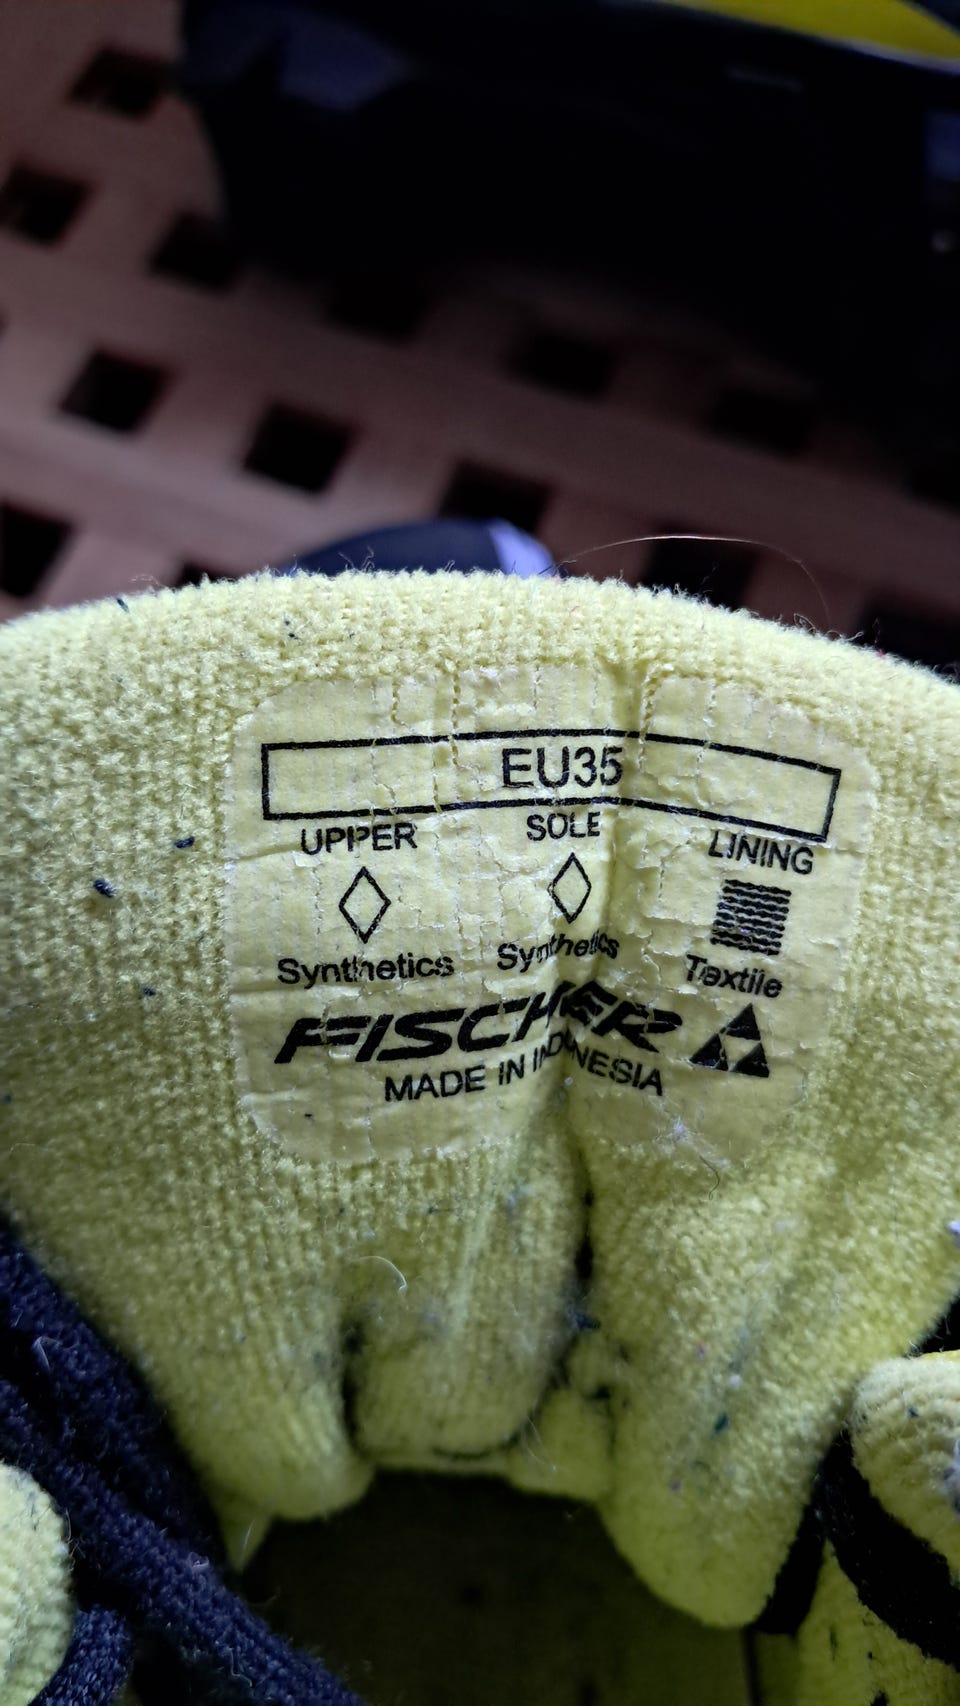 EU35
UPPER SOLE LINING
Synthetics Synthetics Textile
FISCHER
MADE IN INDONESIA